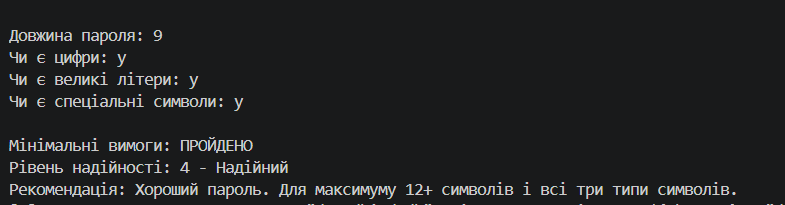 Довжина пароля: 9
Чи є цифри: y
Чи є великі літери: y
Чи є спеціальні символи: y
Мінімальні вимоги: ПРОЙДЕНО
Рівень надійності: 4 - Надійний
Рекомендація: Хороший пароль. Для максимуму 12+ символів і всі три типи символів.